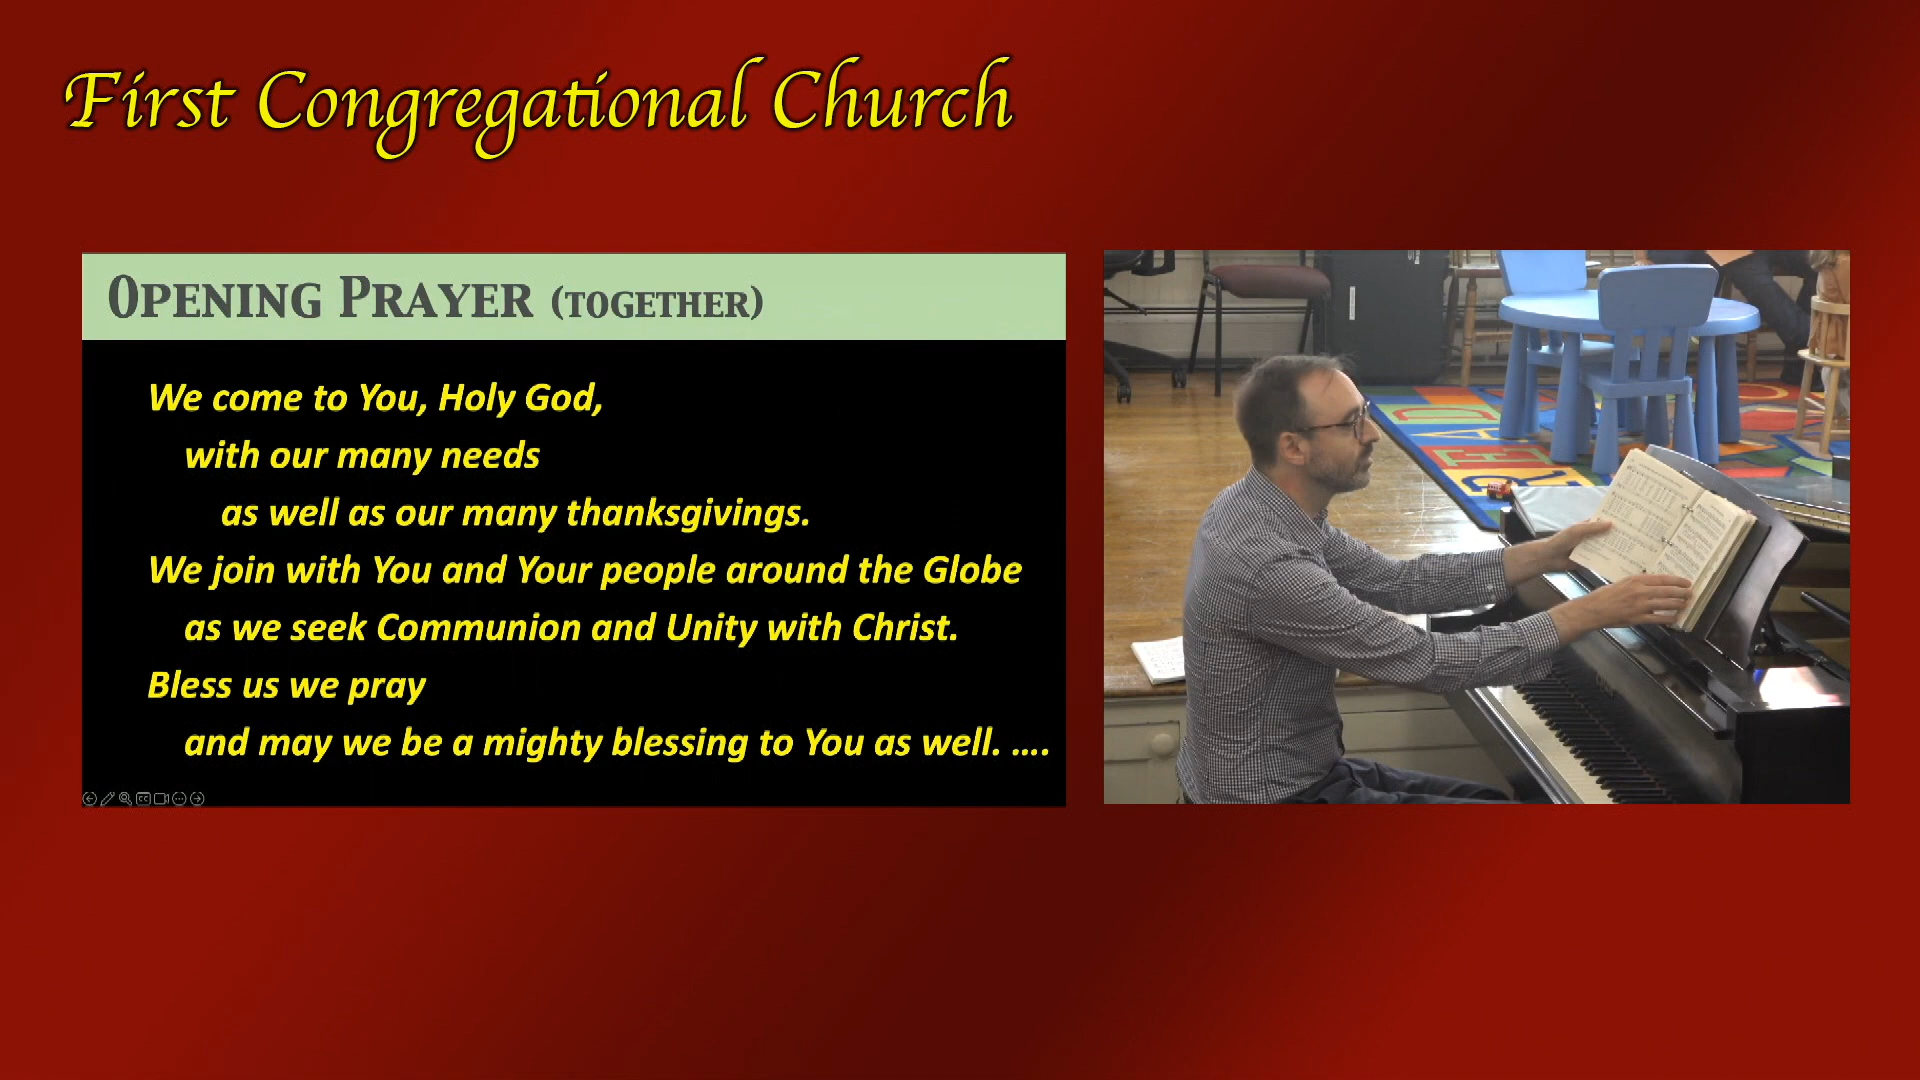 First Congregational Church
Opening Prayer (together)
We come to You, Holy God,
with our many needs
as well as our many thanksgivings.
We join with You and Your people around the Globe
as we seek Communion and Unity with Christ.
Bless us we pray
and may we be a mighty blessing to You as well. ....